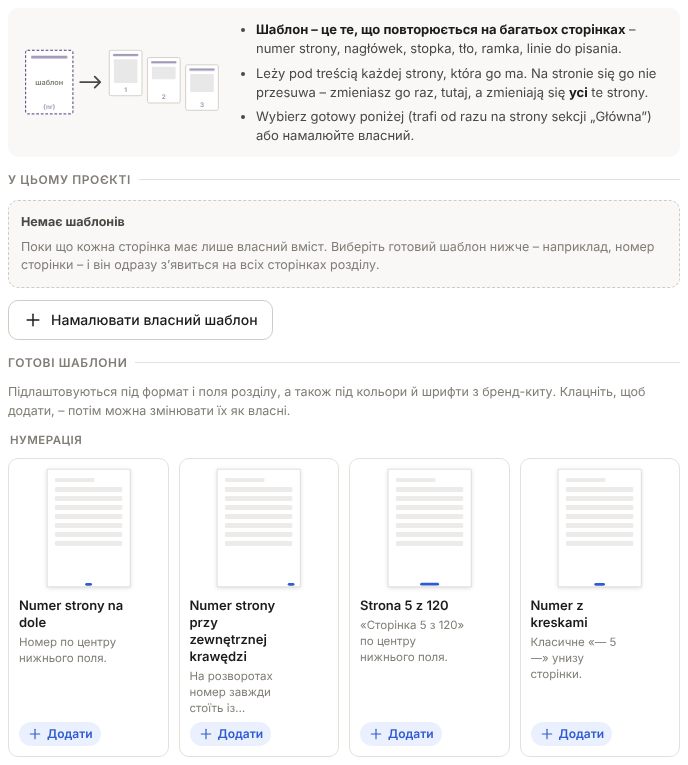 шаблон
(nr)
1
2
3
• Шаблон – це те, що повторюється на багатьох сторінках –
numer strony, nagłówek, stopka, tło, ramka, linie do pisania.
• Leży pod treścią każdej strony, która go ma. Na stronie się go nie
przesuwa – zmieniasz go raz, tutaj, a zmieniają się усі te strony.
• Wybierz gotowy poniżej (trafi od razu na strony sekcji „Główna”)
або намалюйте власний.
У ЦЬОМУ ПРОЄКТІ
Немає шаблонів
Поки що кожна сторінка має лише власний вміст. Виберіть готовий шаблон нижче – наприклад, номер
сторінки – і він одразу з’явиться на всіх сторінках розділу.
+ Намалювати власний шаблон
ГОТОВІ ШАБЛОНИ
Підлаштовуються під формат і поля розділу, а також під кольори й шрифти з бренд-киту. Клацніть, щоб
додати, – потім можна змінювати їх як власні.
НУМЕРАЦІЯ
Numer strony na
dole
Номер по центру
нижнього поля.
+ Додати
Numer strony
przy
zewnętrznej
krawędzi
На розворотах
номер завжди
стоїть із...
+ Додати
Strona 5 z 120
«Сторінка 5 з 120»
по центру
нижнього поля.
+ Додати
Numer z
kreskami
Класичне «— 5
—» унизу
сторінки.
+ Додати